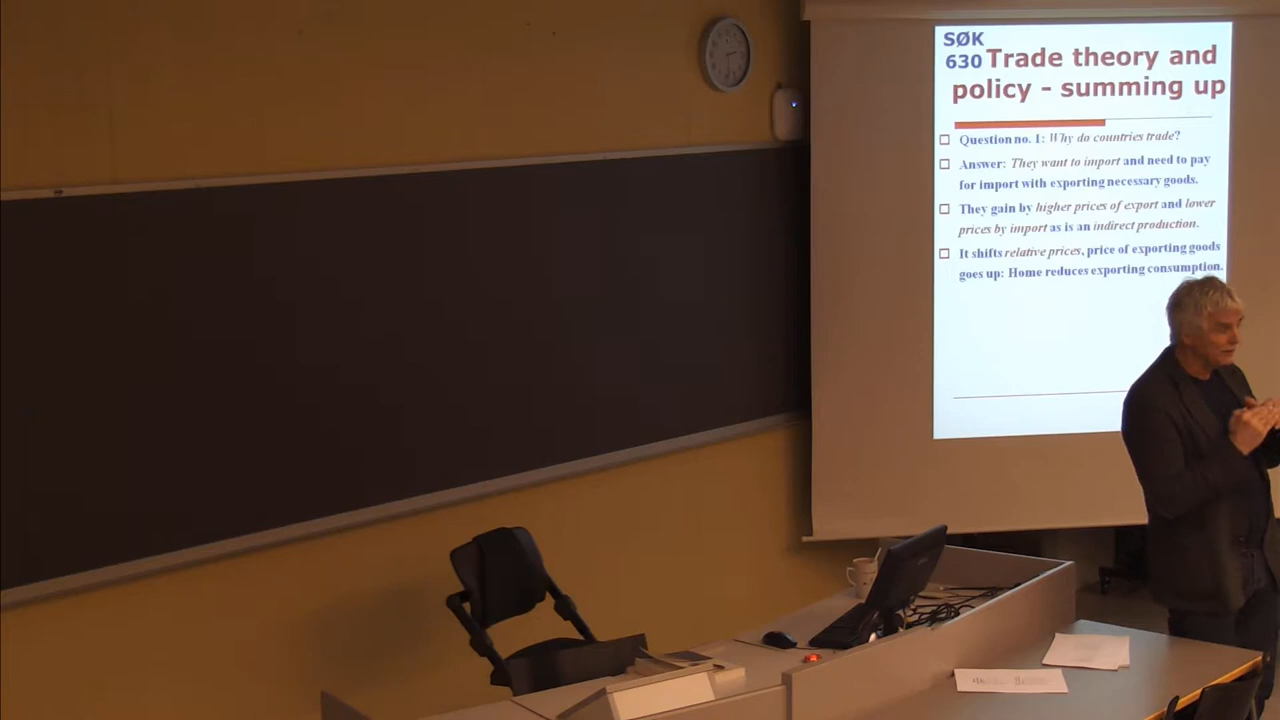 SØK
630 Trade theory and
policy - summing up
Question no. 1: Why do countries trade?
Answer: They want to import and need to pay
for import with exporting necessary goods.
They gain by higher prices of export and lower
prices by import as is an indirect production.
It shifts relative prices, price of exporting goods
goes up: Home reduces exporting consumption.